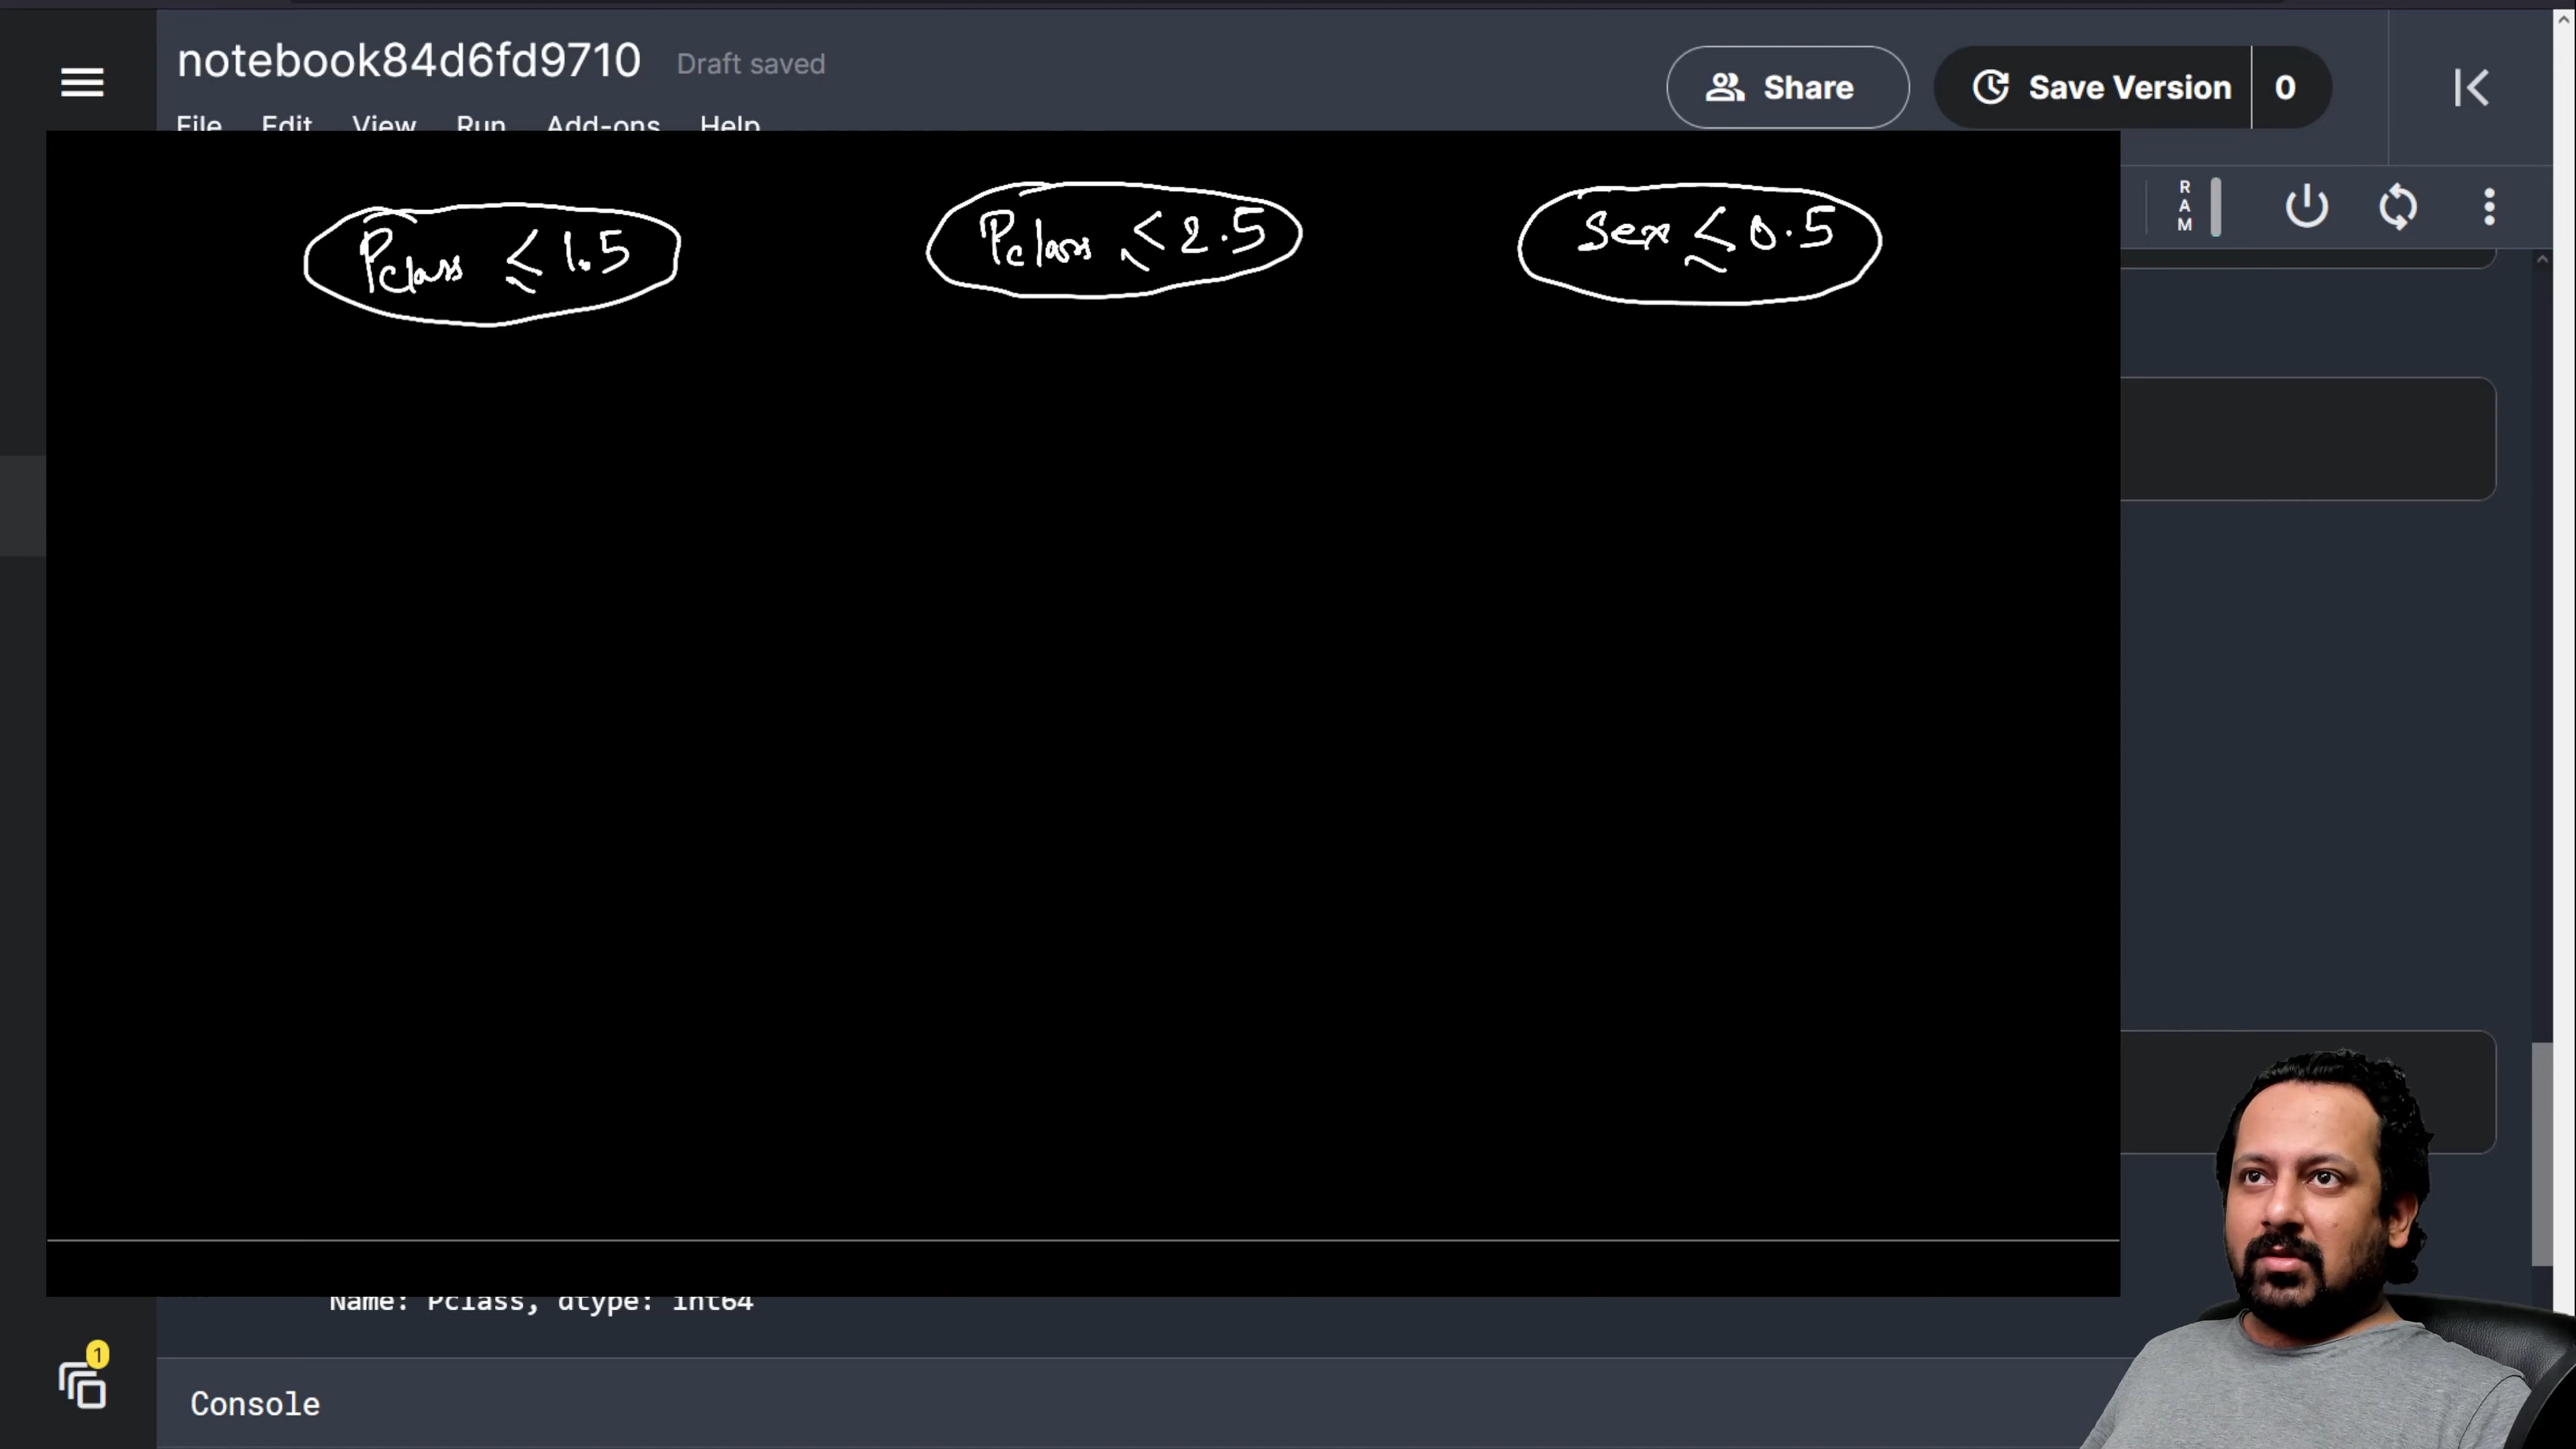 notebook84d6fd9710 Draft saved
File Edit View Run Add-ons Help
Share
Save Version 0
RAM
Pclass ≤ 1.5
Pclass ≤ 2.5
Sex ≤ 0.5
Name: Pclass, dtype: int64
1
Console